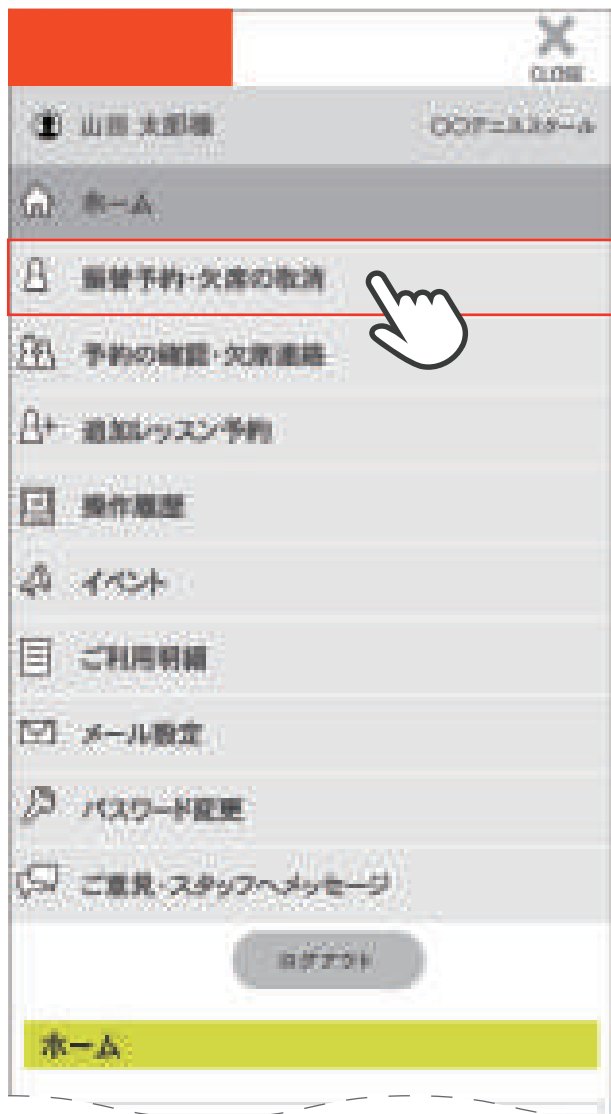 CLOSE
山田 太郎様 〇〇テニススクール
ホーム
振替予約・欠席の取消
予約の確認・欠席連絡
追加レッスン予約
操作履歴
イベント
ご利用明細
メール設定
パスワード変更
ご意見・スタッフへメッセージ
ログアウト
ホーム